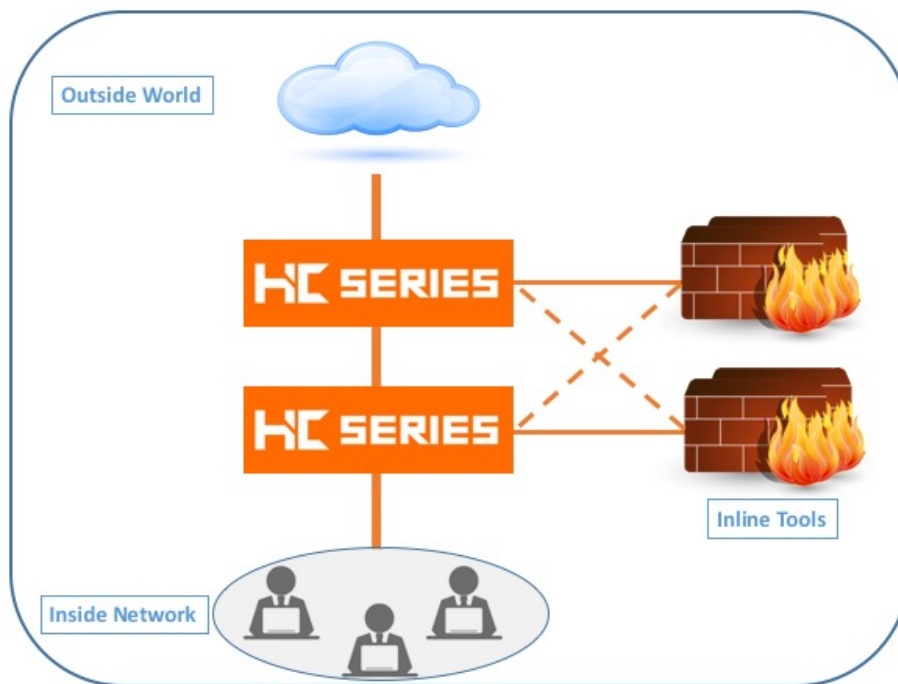 Outside World
HC SERIES
HC SERIES
Inline Tools
Inside Network